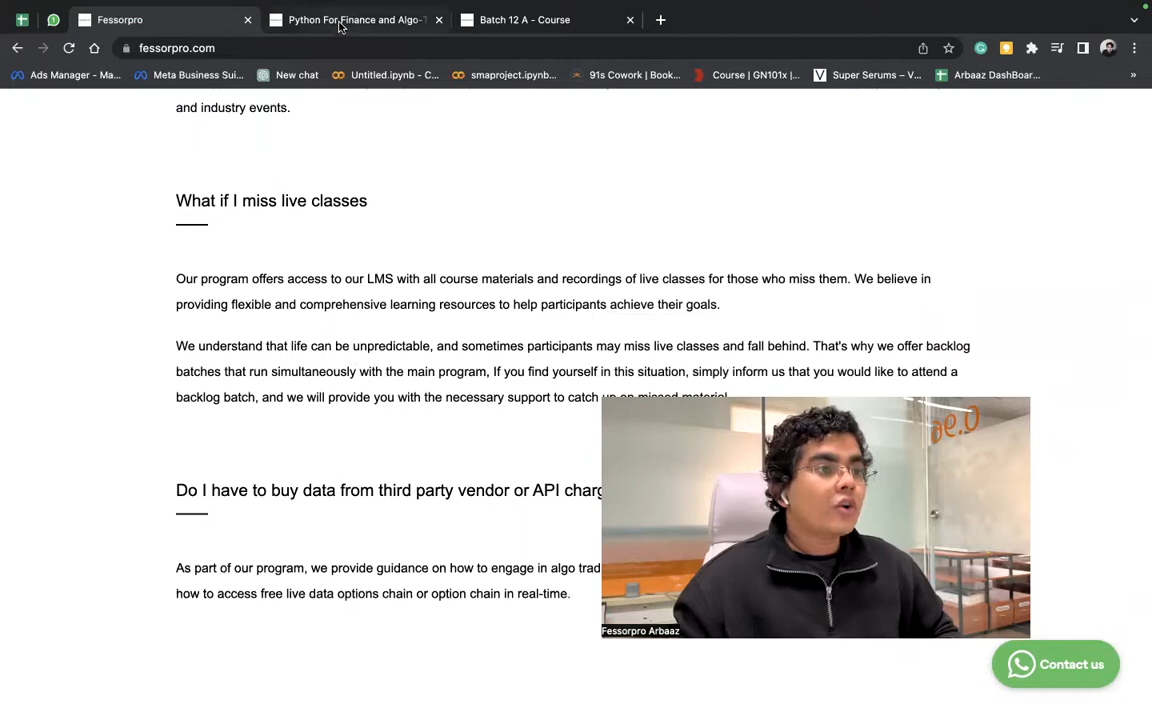 Fessorpro
Python For Finance and Algo-T
Batch 12 A - Course
fessorpro.com
Ads Manager - Ma...
Meta Business Sui...
New chat
Untitled.ipynb - C...
smaproject.ipynb...
91s Cowork | Book...
Course | GN101x |...
Super Serums – V...
Arbaaz DashBoar...
»
and industry events.
What if I miss live classes
Our program offers access to our LMS with all course materials and recordings of live classes for those who miss them. We believe in
providing flexible and comprehensive learning resources to help participants achieve their goals.
We understand that life can be unpredictable, and sometimes participants may miss live classes and fall behind. That's why we offer backlog
batches that run simultaneously with the main program, If you find yourself in this situation, simply inform us that you would like to attend a
backlog batch, and we will provide you with the necessary support to catch up on missed material.
Do I have to buy data from third party vendor or API charg
As part of our program, we provide guidance on how to engage in algo trad
how to access free live data options chain or option chain in real-time.
Fessorpro Arbaaz
Contact us